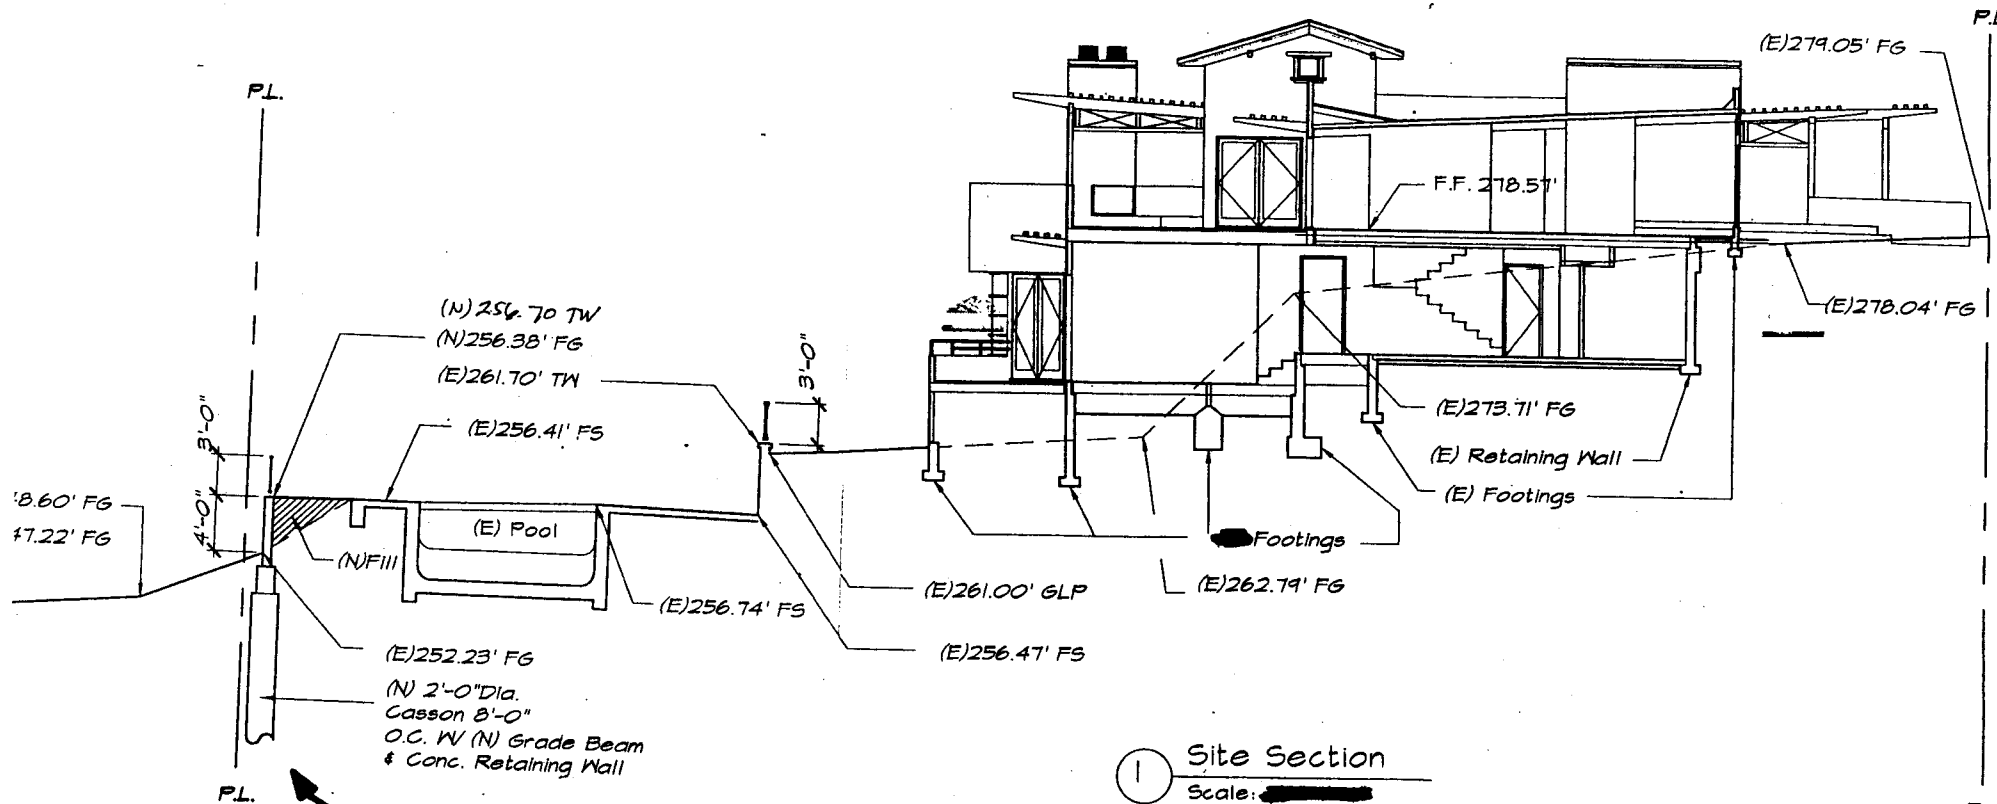 P.L
(E)279.05' FG
P.L.
F.F. 278.57'
(N) 256.70 TW
(N)256.38' FG
(E)261.70' TW
(E)256.41' FS
3'-0"
3'-0"
4'-0"
(E)278.04' FG
(E)273.71' FG
(E) Retaining Wall
(E) Footings
8.60' FG
47.22' FG
(E) Pool
(N)Fill
Footings
(E)262.79' FG
(E)261.00' GLP
(E)256.74' FS
(E)256.47' FS
(E)252.23' FG
(N) 2'-0"Dia.
Casson 8'-0"
O.C. W/ (N) Grade Beam
& Conc. Retaining Wall
P.L.
1
Site Section
Scale: